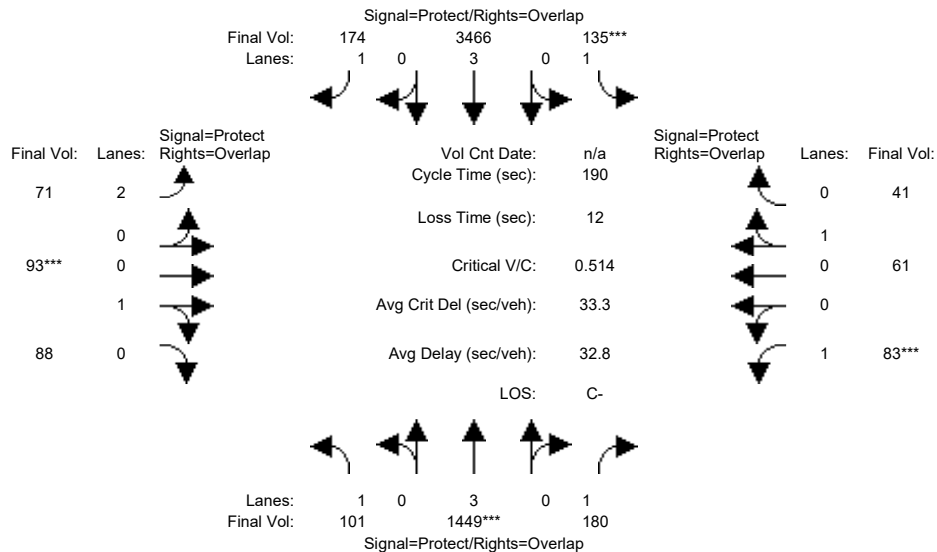 Signal=Protect/Rights=Overlap
Final Vol: 174 3466 135***
Lanes: 1 0 3 0 1
Signal=Protect
Final Vol: Lanes: Rights=Overlap
Vol Cnt Date: n/a
Signal=Protect
Rights=Overlap Lanes: Final Vol:
Cycle Time (sec): 190
71 2
0 41
Loss Time (sec): 12
0
1
93*** 0
Critical V/C: 0.514
0 61
1
Avg Crit Del (sec/veh): 33.3
0
88 0
Avg Delay (sec/veh): 32.8
1 83***
LOS: C-
Lanes: 1 0 3 0 1
Final Vol: 101 1449*** 180
Signal=Protect/Rights=Overlap